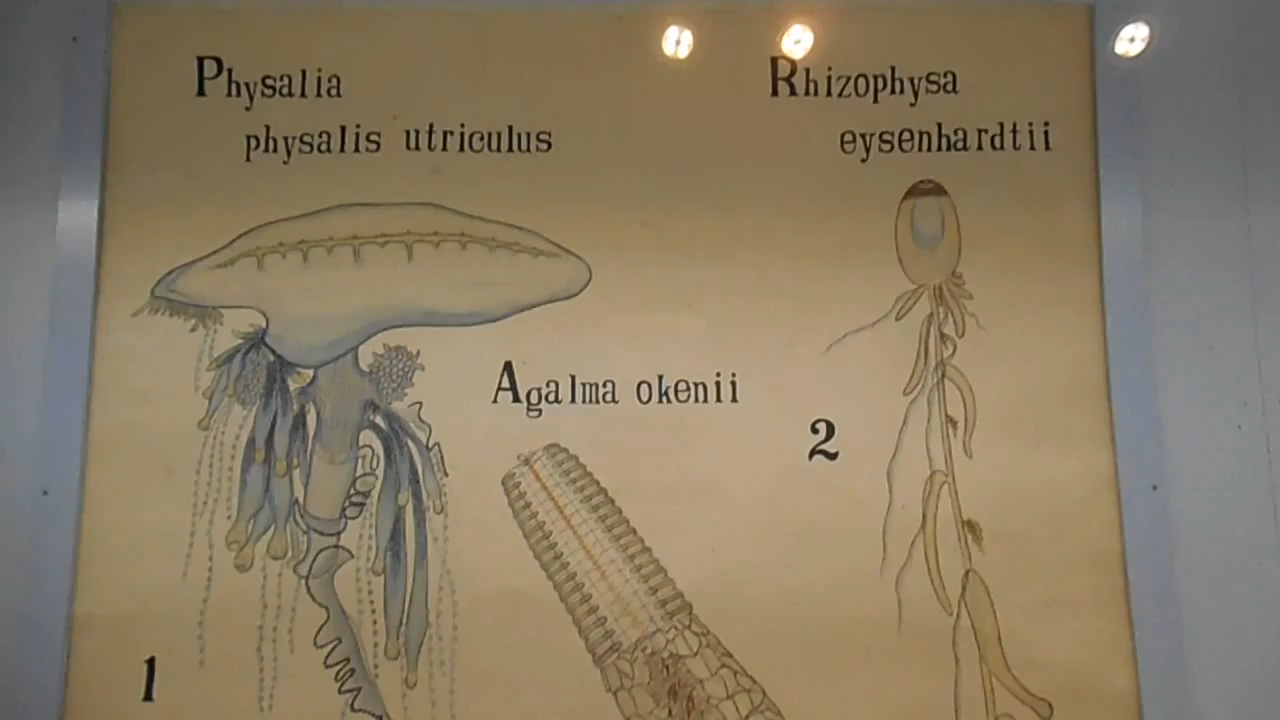 Physalia
physalis utriculus
Rhizophysa
eysenhardtii
Agalma okenii
2
1